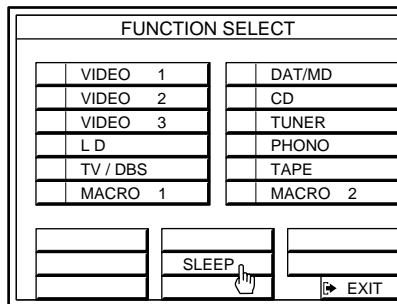 FUNCTION SELECT
VIDEO 1
VIDEO 2
VIDEO 3
L D
TV / DBS
MACRO 1
DAT/MD
CD
TUNER
PHONO
TAPE
MACRO 2
SLEEP
EXIT